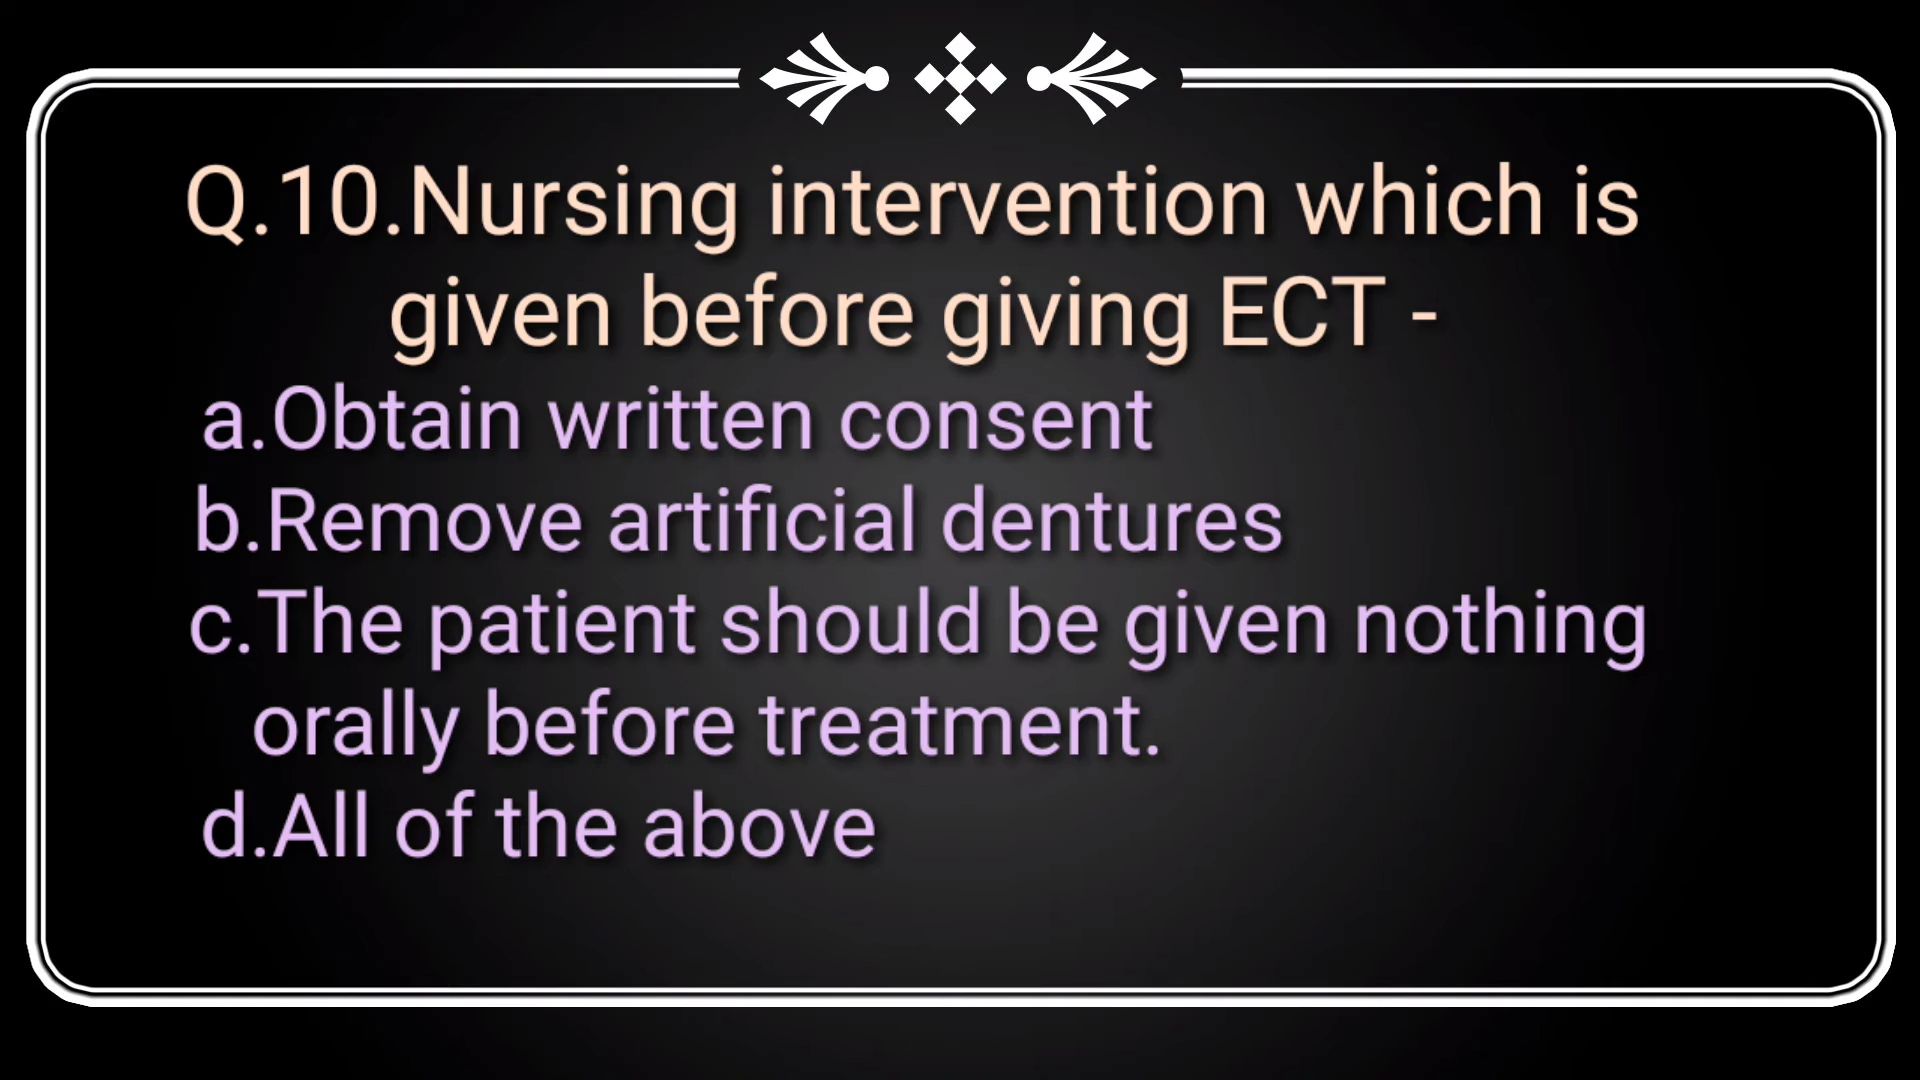 Q.10.Nursing intervention which is
given before giving ECT -
a.Obtain written consent
b.Remove artificial dentures
c.The patient should be given nothing
orally before treatment.
d.All of the above